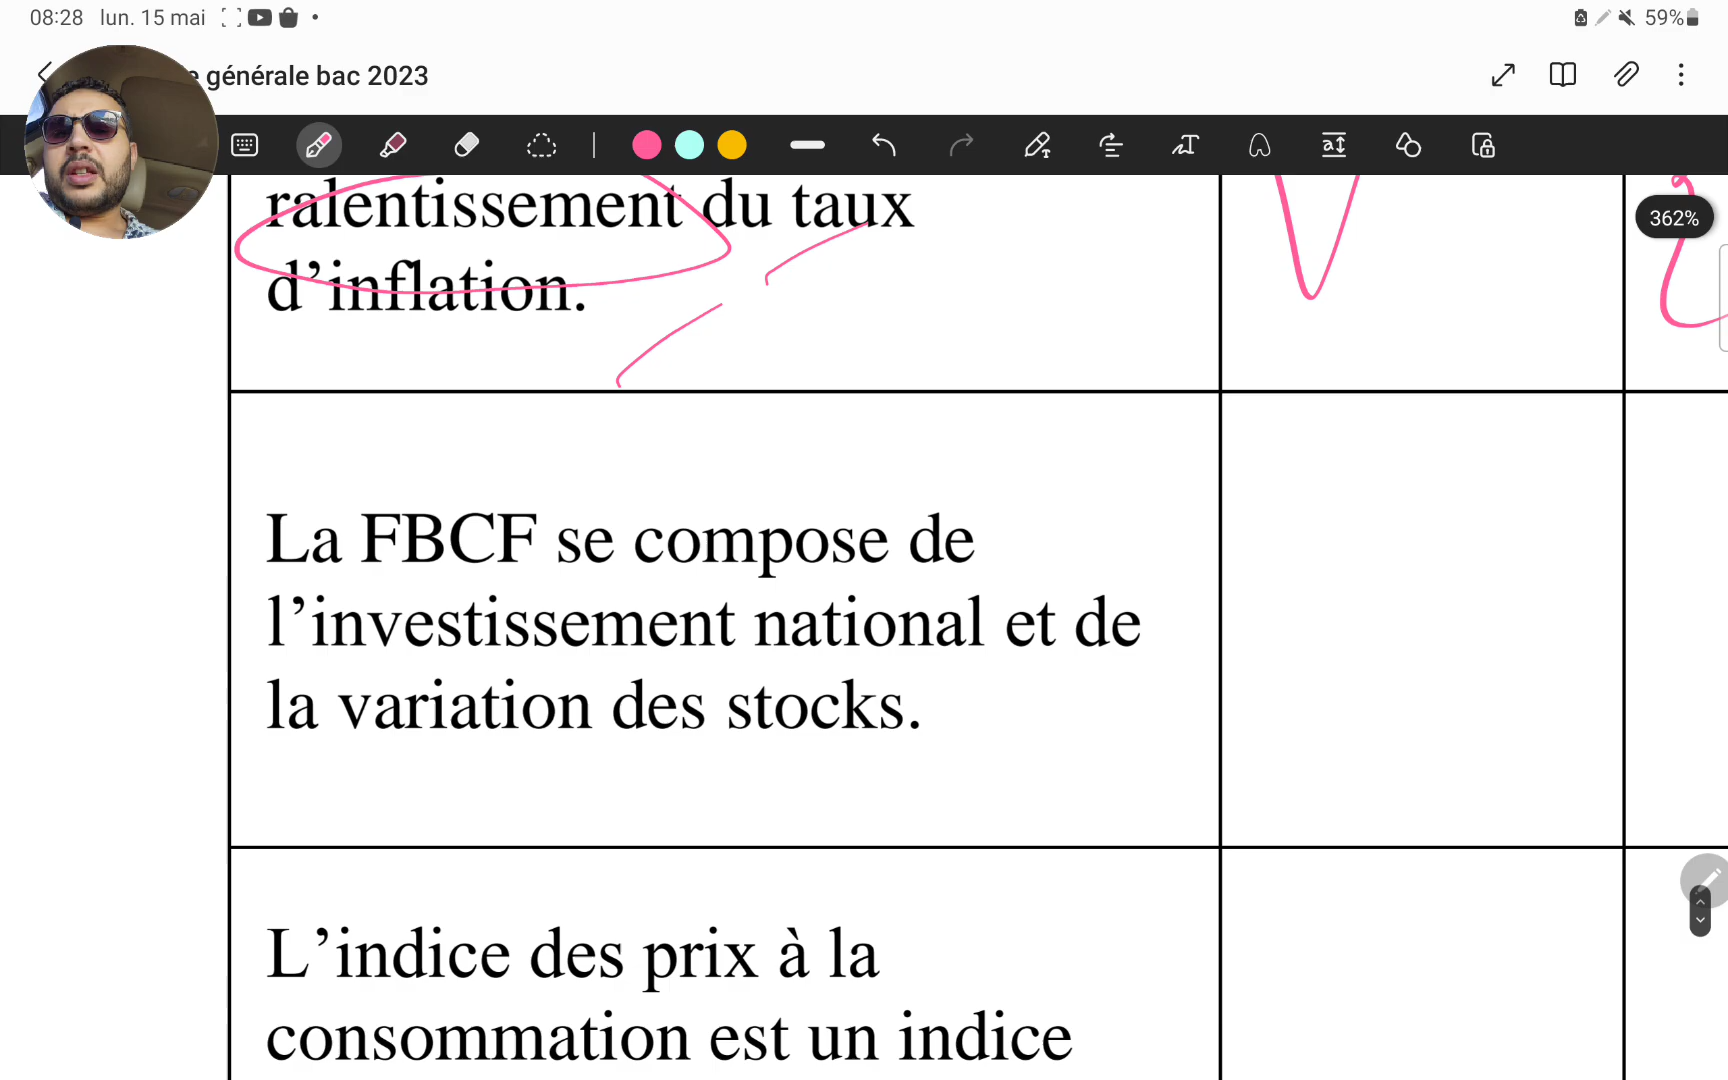 08:28 lun. 15 mai
59%
générale bac 2023
362%
ralentissement du taux
d’inflation.
La FBCF se compose de
l’investissement national et de
la variation des stocks.
L’indice des prix à la
consommation est un indice